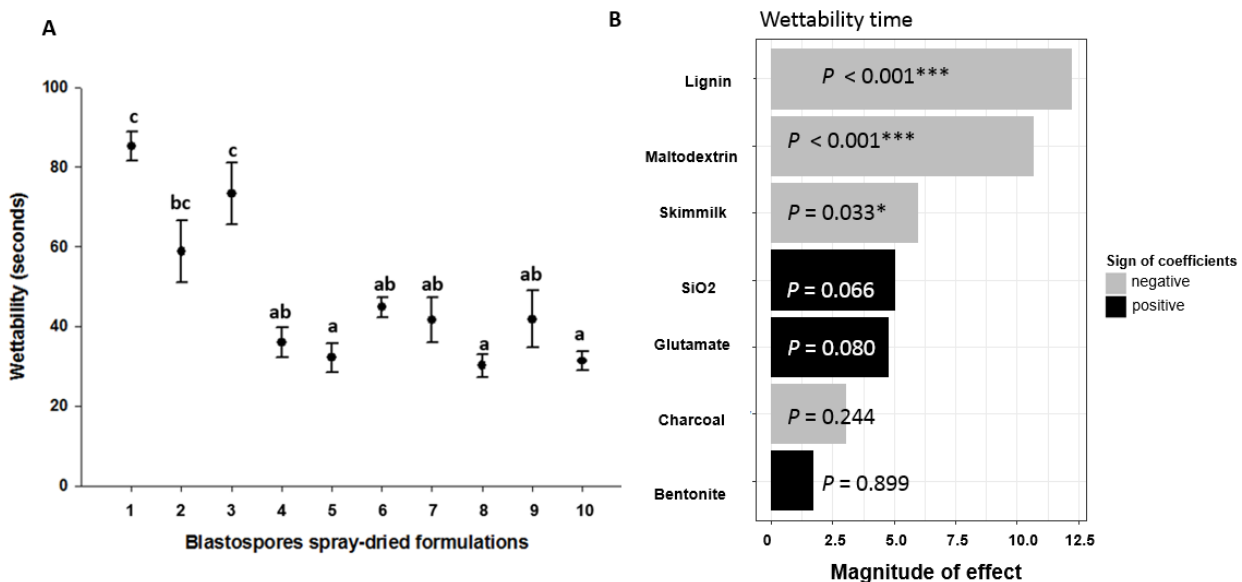 A
Wettability (seconds)
100
80
60
40
20
0
c
bc
c
ab
a
ab
ab
a
ab
a
1 2 3 4 5 6 7 8 9 10
Blastospores spray-dried formulations
B
Wettability time
Lignin
P < 0.001***
Maltodextrin
P < 0.001***
Skimmilk
P = 0.033*
SiO2
P = 0.066
Glutamate
P = 0.080
Charcoal
P = 0.244
Bentonite
P = 0.899
0 2.5 5.0 7.5 10.0 12.5
Magnitude of effect
Sign of coefficients
negative
positive